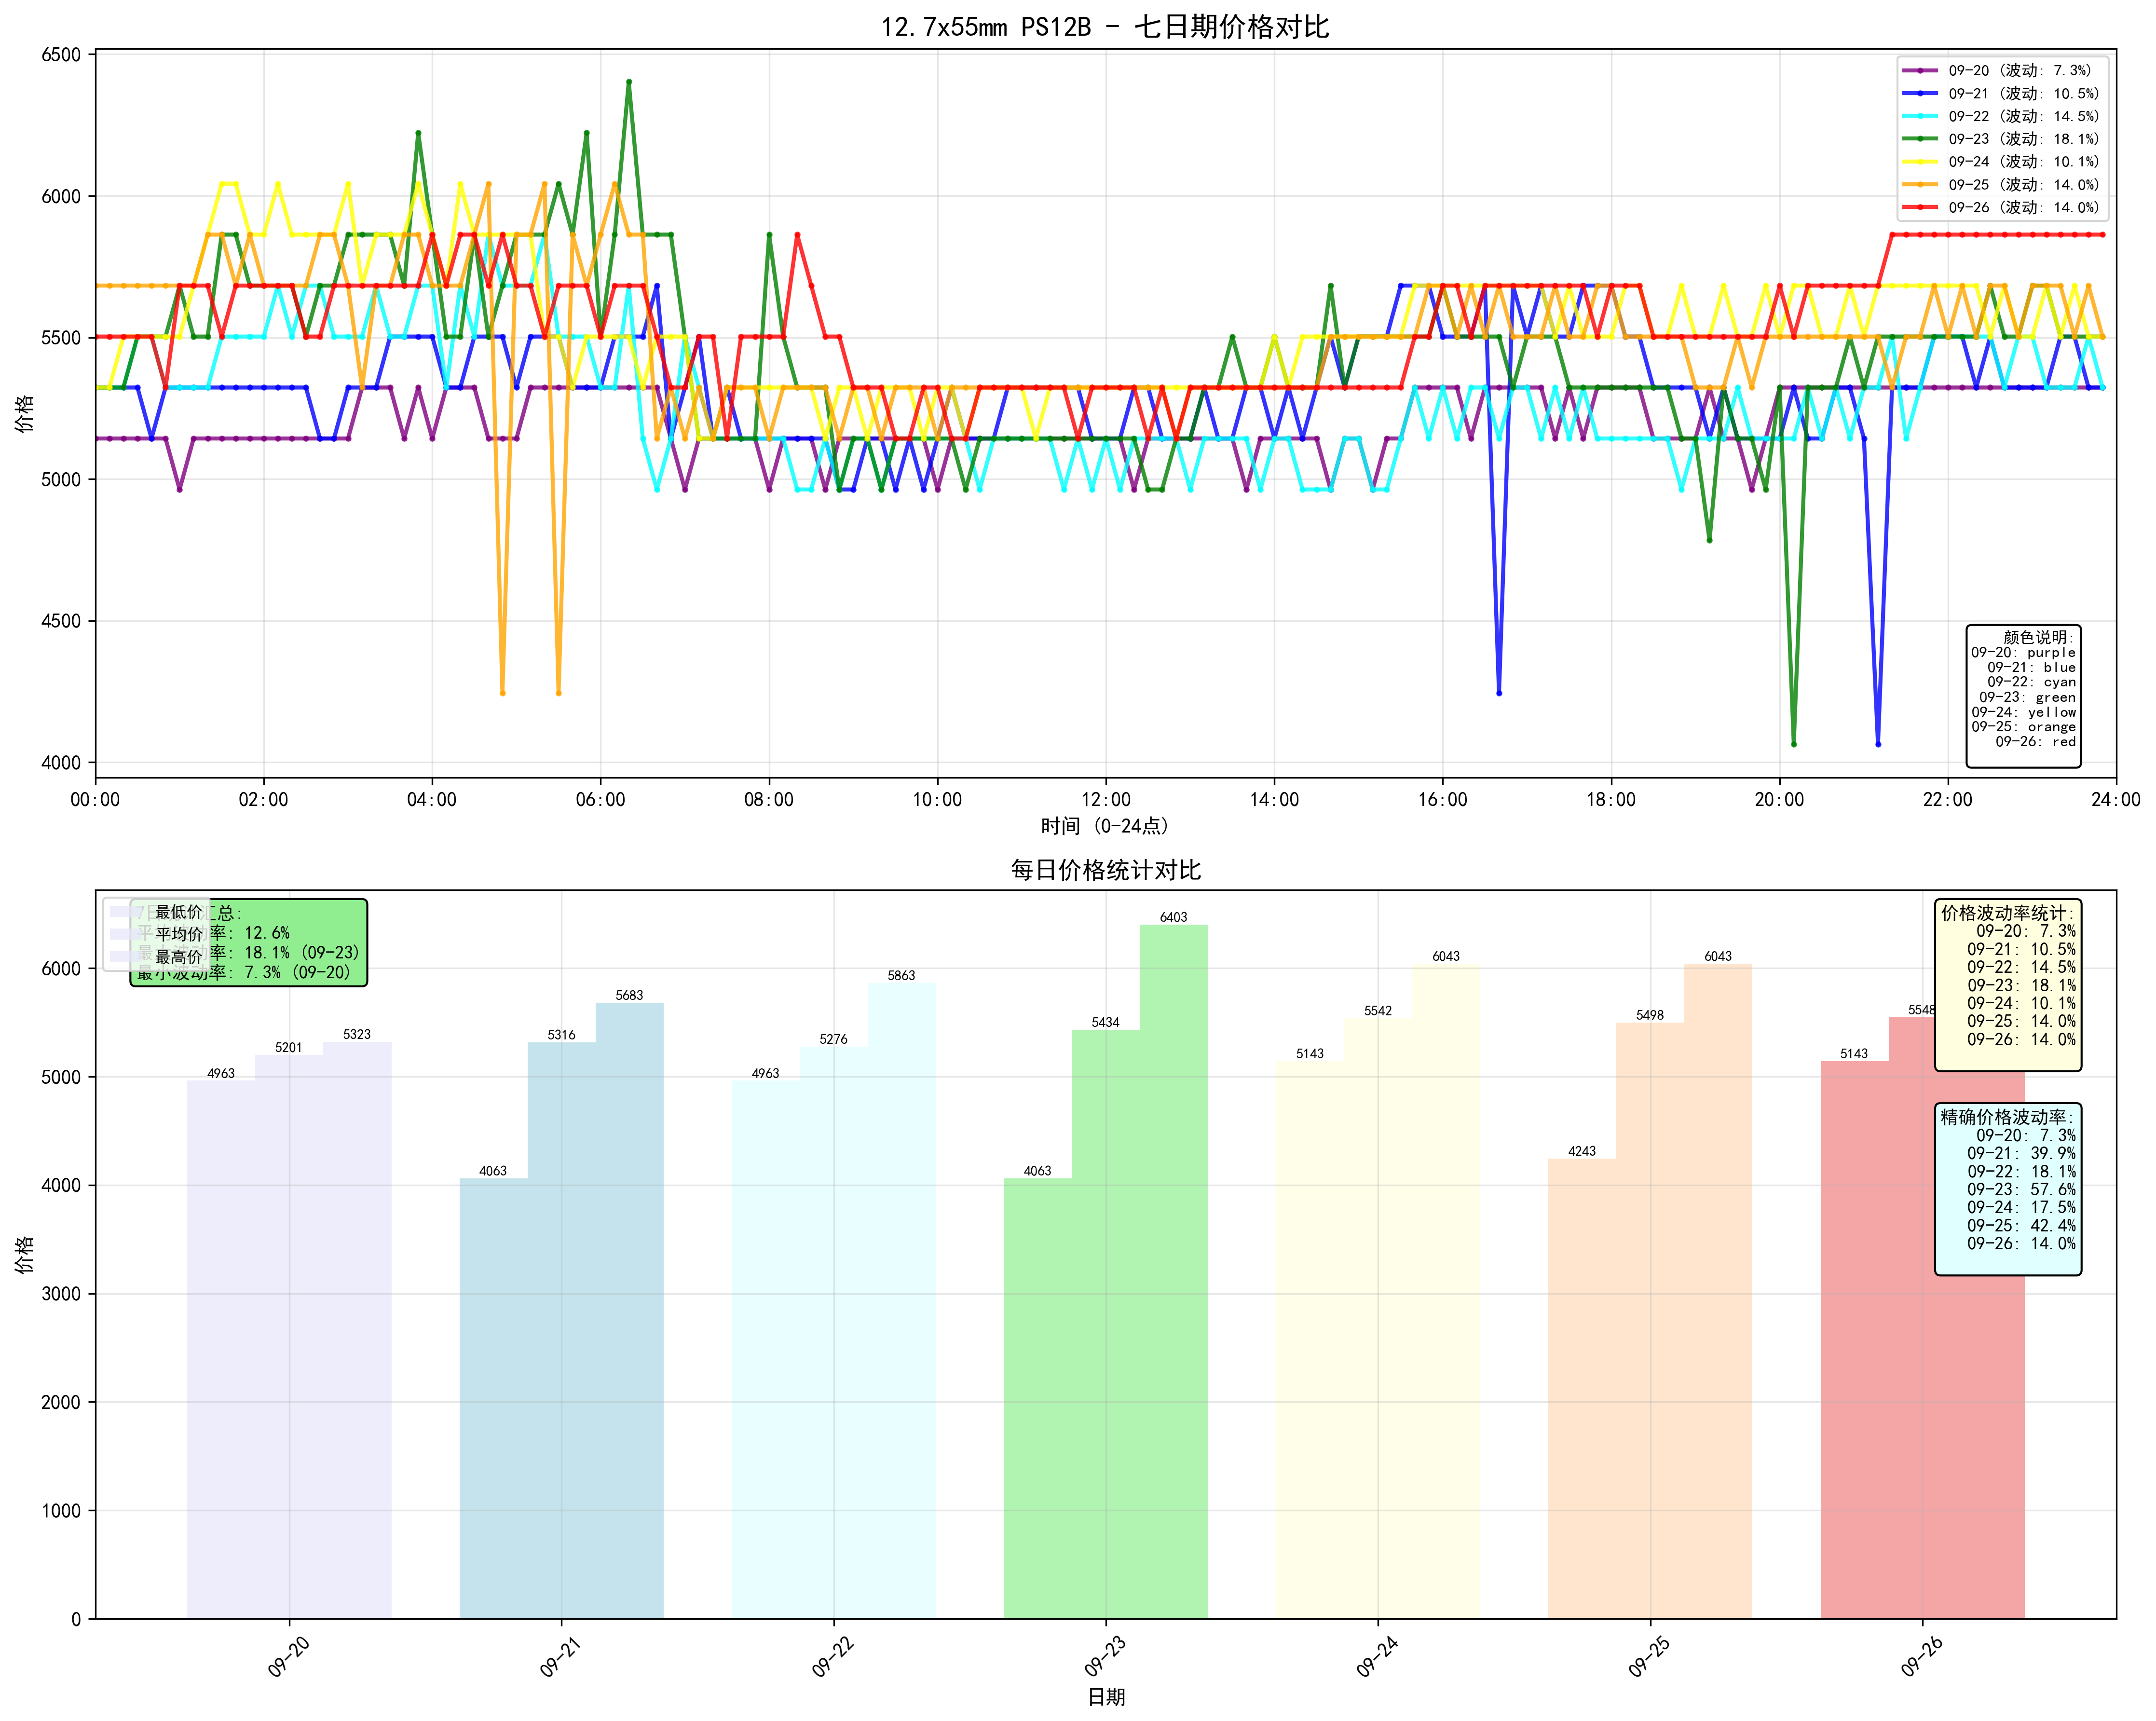 12.7x55mm PS12B - 七日期价格对比
价格
6500
6000
5500
5000
4500
4000
09-20 (波动: 7.3%)
09-21 (波动: 10.5%)
09-22 (波动: 14.5%)
09-23 (波动: 18.1%)
09-24 (波动: 10.1%)
09-25 (波动: 14.0%)
09-26 (波动: 14.0%)
颜色说明:
09-20: purple
09-21: blue
09-22: cyan
09-23: green
09-24: yellow
09-25: orange
09-26: red
00:00 02:00 04:00 06:00 08:00 10:00 12:00 14:00 16:00 18:00 20:00 22:00 24:00
时间 (0-24点)
每日价格统计对比
价格
6000
5000
4000
3000
2000
1000
0
最低价
平均价
最高价
汇总:
率: 12.6%
率: 18.1% (09-23)
最小波动率: 7.3% (09-20)
4963 5201 5323
4063 5316 5683
4963 5276 5863
4063 5434 6403
5143 5542 6043
4243 5498 6043
5143 5548
价格波动率统计:
09-20: 7.3%
09-21: 10.5%
09-22: 14.5%
09-23: 18.1%
09-24: 10.1%
09-25: 14.0%
09-26: 14.0%
精确价格波动率:
09-20: 7.3%
09-21: 39.9%
09-22: 18.1%
09-23: 57.6%
09-24: 17.5%
09-25: 42.4%
09-26: 14.0%
09-20 09-21 09-22 09-23 09-24 09-25 09-26
日期